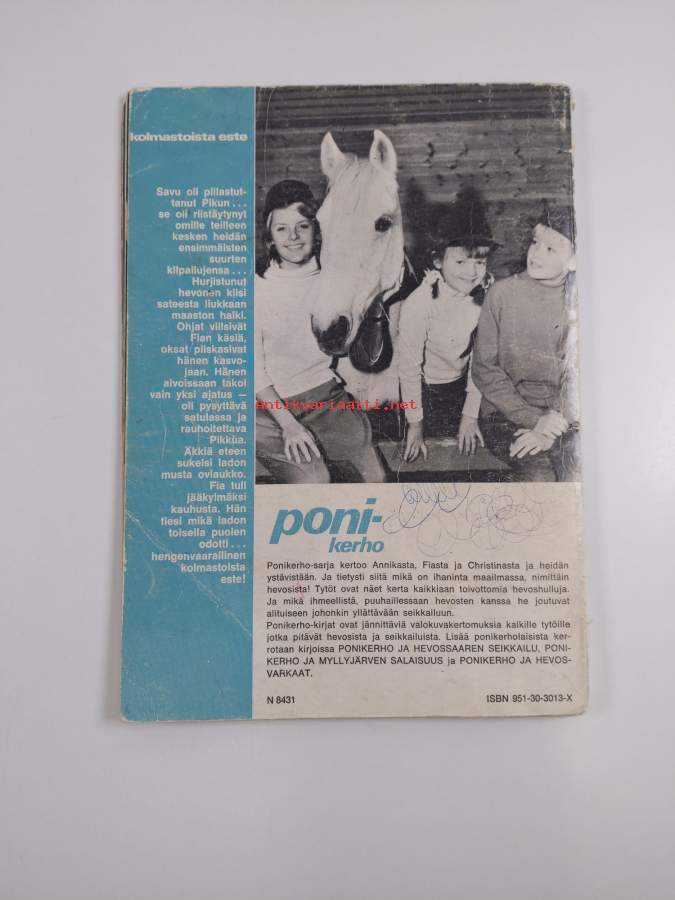 kolmastoista este
Savu oli pillastut-
tanut Pikun...
se oli riistäytynyt
omille teilleen
kesken heidän
ensimmäisten
suurten
kilpailujensa...
Hurjistunut
hevonen kiisi
sateesta liukkaan
maaston halki.
Ohjat viilsivät
Fian käsiä,
oksat piiskasivat
hänen kasvo-
jaan. Hänen
aivoissaan takoi
vain yksi ajatus —
oli pysyttävä
satulassa ja
rauhoitettava
Pikkua.
Äkkiä eteen
sukelsi ladon
musta oviaukko.
Fia tuli
jääkylmäksi
kauhusta. Hän
tiesi mikä ladon
toisella puolen
odotti...
hengenvaarallinen
kolmastoista
este!
Antikvariaatti.net
poni-
kerho
Ponikerho-sarja kertoo Annikasta, Fiasta ja Christinasta ja heidän
ystävistään. Ja tietysti siitä mikä on ihaninta maailmassa, nimittäin
hevosista! Tytöt ovat näet kerta kaikkiaan toivottomia hevoshulluja.
Ja mikä ihmeellistä, puuhaillessaan hevosten kanssa he joutuvat
alituiseen johonkin yllättävään seikkailuun.
Ponikerho-kirjat ovat jännittäviä valokuvakertomuksia kaikille tytöille
jotka pitävät hevosista ja seikkailuista. Lisää ponikerholaisista ker-
rotaan kirjoissa PONIKERHO JA HEVOSSAAREN SEIKKAILU, PONI-
KERHO JA MYLLYJÄRVEN SALAISUUS ja PONIKERHO JA HEVOS-
VARKAAT.
N 8431 ISBN 951-30-3013-X